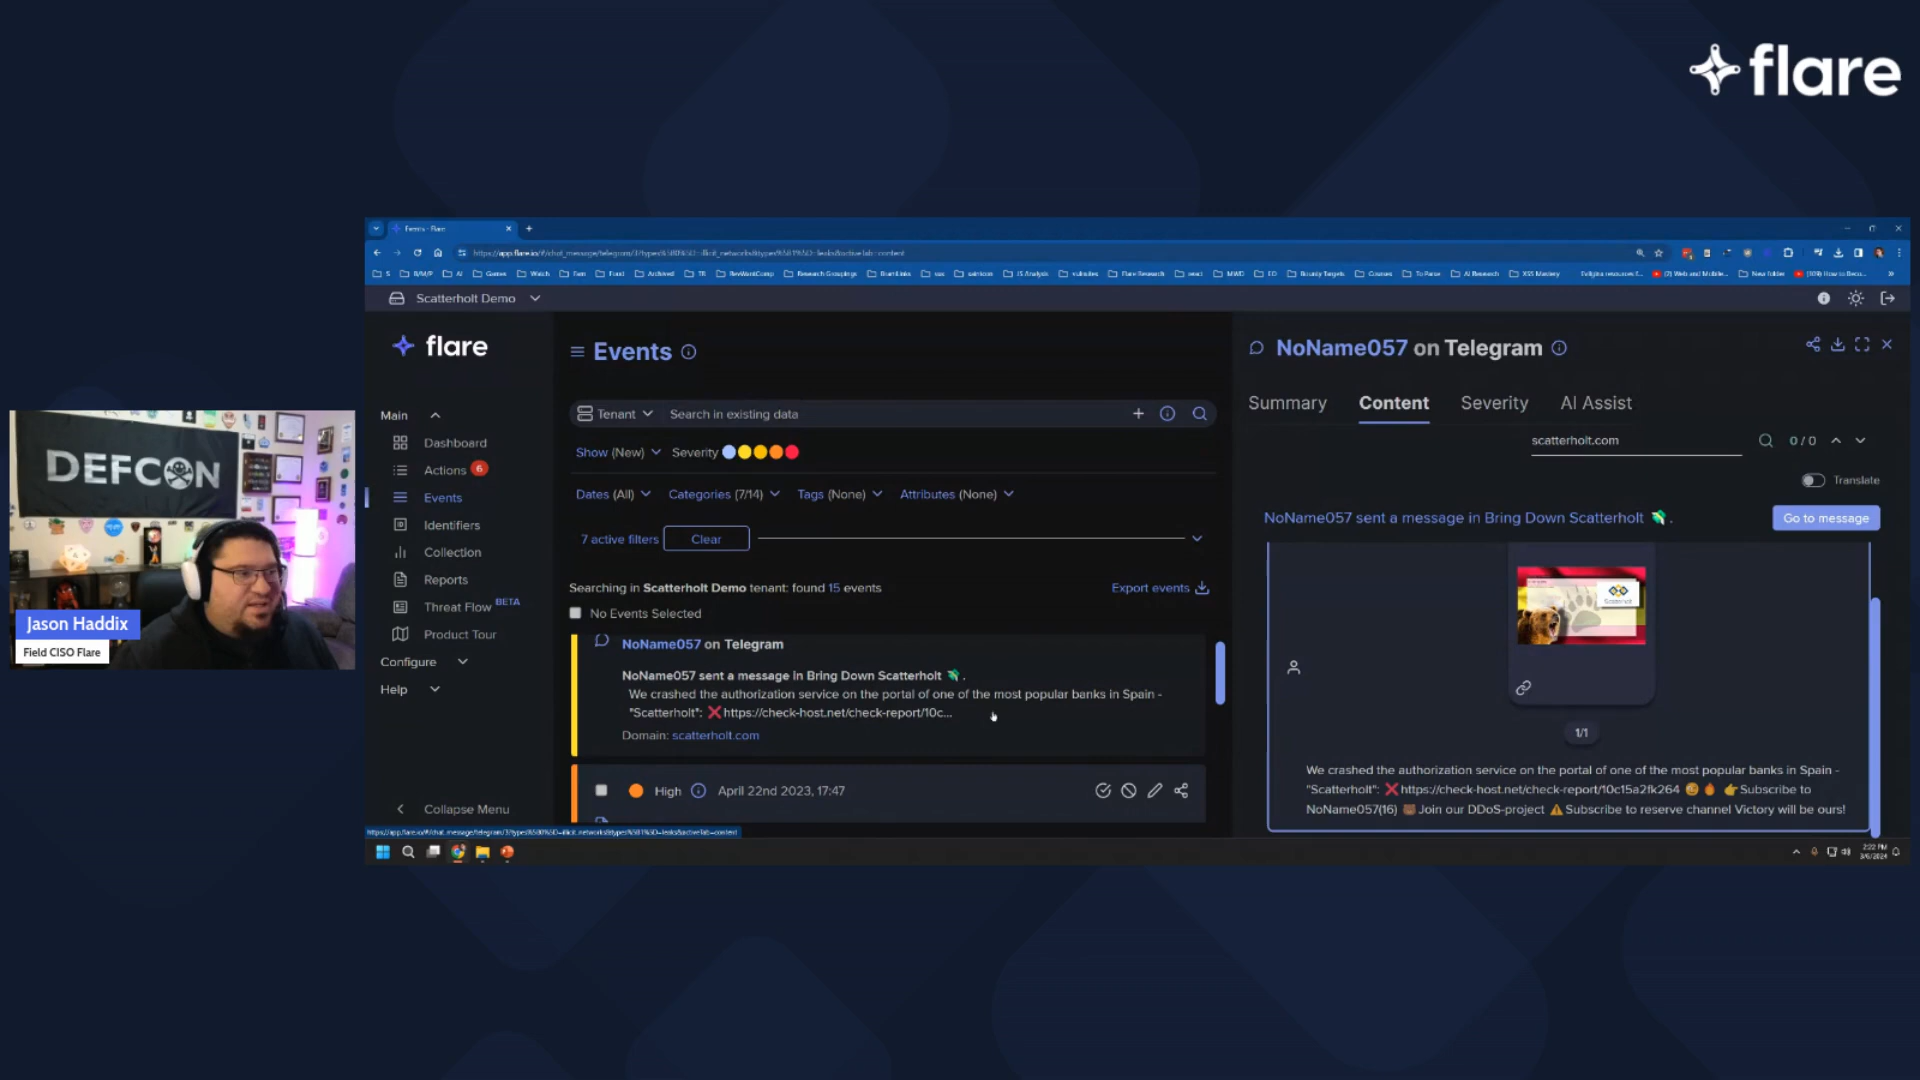 flare
Events - Flare
Scatterholt Demo
flare
Main
Dashboard
Actions 6
Events
Identifiers
Collection
Reports
Threat Flow BETA
Product Tour
Configure
Help
Collapse Menu
Events
Tenant
Search in existing data
Show (New)
Severity
Dates (All)
Categories (7/14)
Tags (None)
Attributes (None)
7 active filters
Clear
Searching in Scatterholt Demo tenant: found 15 events
Export events
No Events Selected
NoName057 on Telegram
NoName057 sent a message in Bring Down Scatterholt .
We crashed the authorization service on the portal of one of the most popular banks in Spain -
"Scatterholt": ❌https://check-host.net/check-report/10c...
Domain: scatterholt.com
High
April 22nd 2023, 17:47
NoName057 on Telegram
Summary
Content
Severity
AI Assist
scatterholt.com
0/0
Translate
NoName057 sent a message in Bring Down Scatterholt .
Go to message
1/1
We crashed the authorization service on the portal of one of the most popular banks in Spain -
"Scatterholt": ❌https://check-host.net/check-report/10c15a2fk264 Subscribe to
NoName057(16) 🐻Join our DDoS-project ⚠️Subscribe to reserve channel Victory will be ours!
2:22 PM
3/6/2024
DEFCON
Jason Haddix
Field CISO Flare